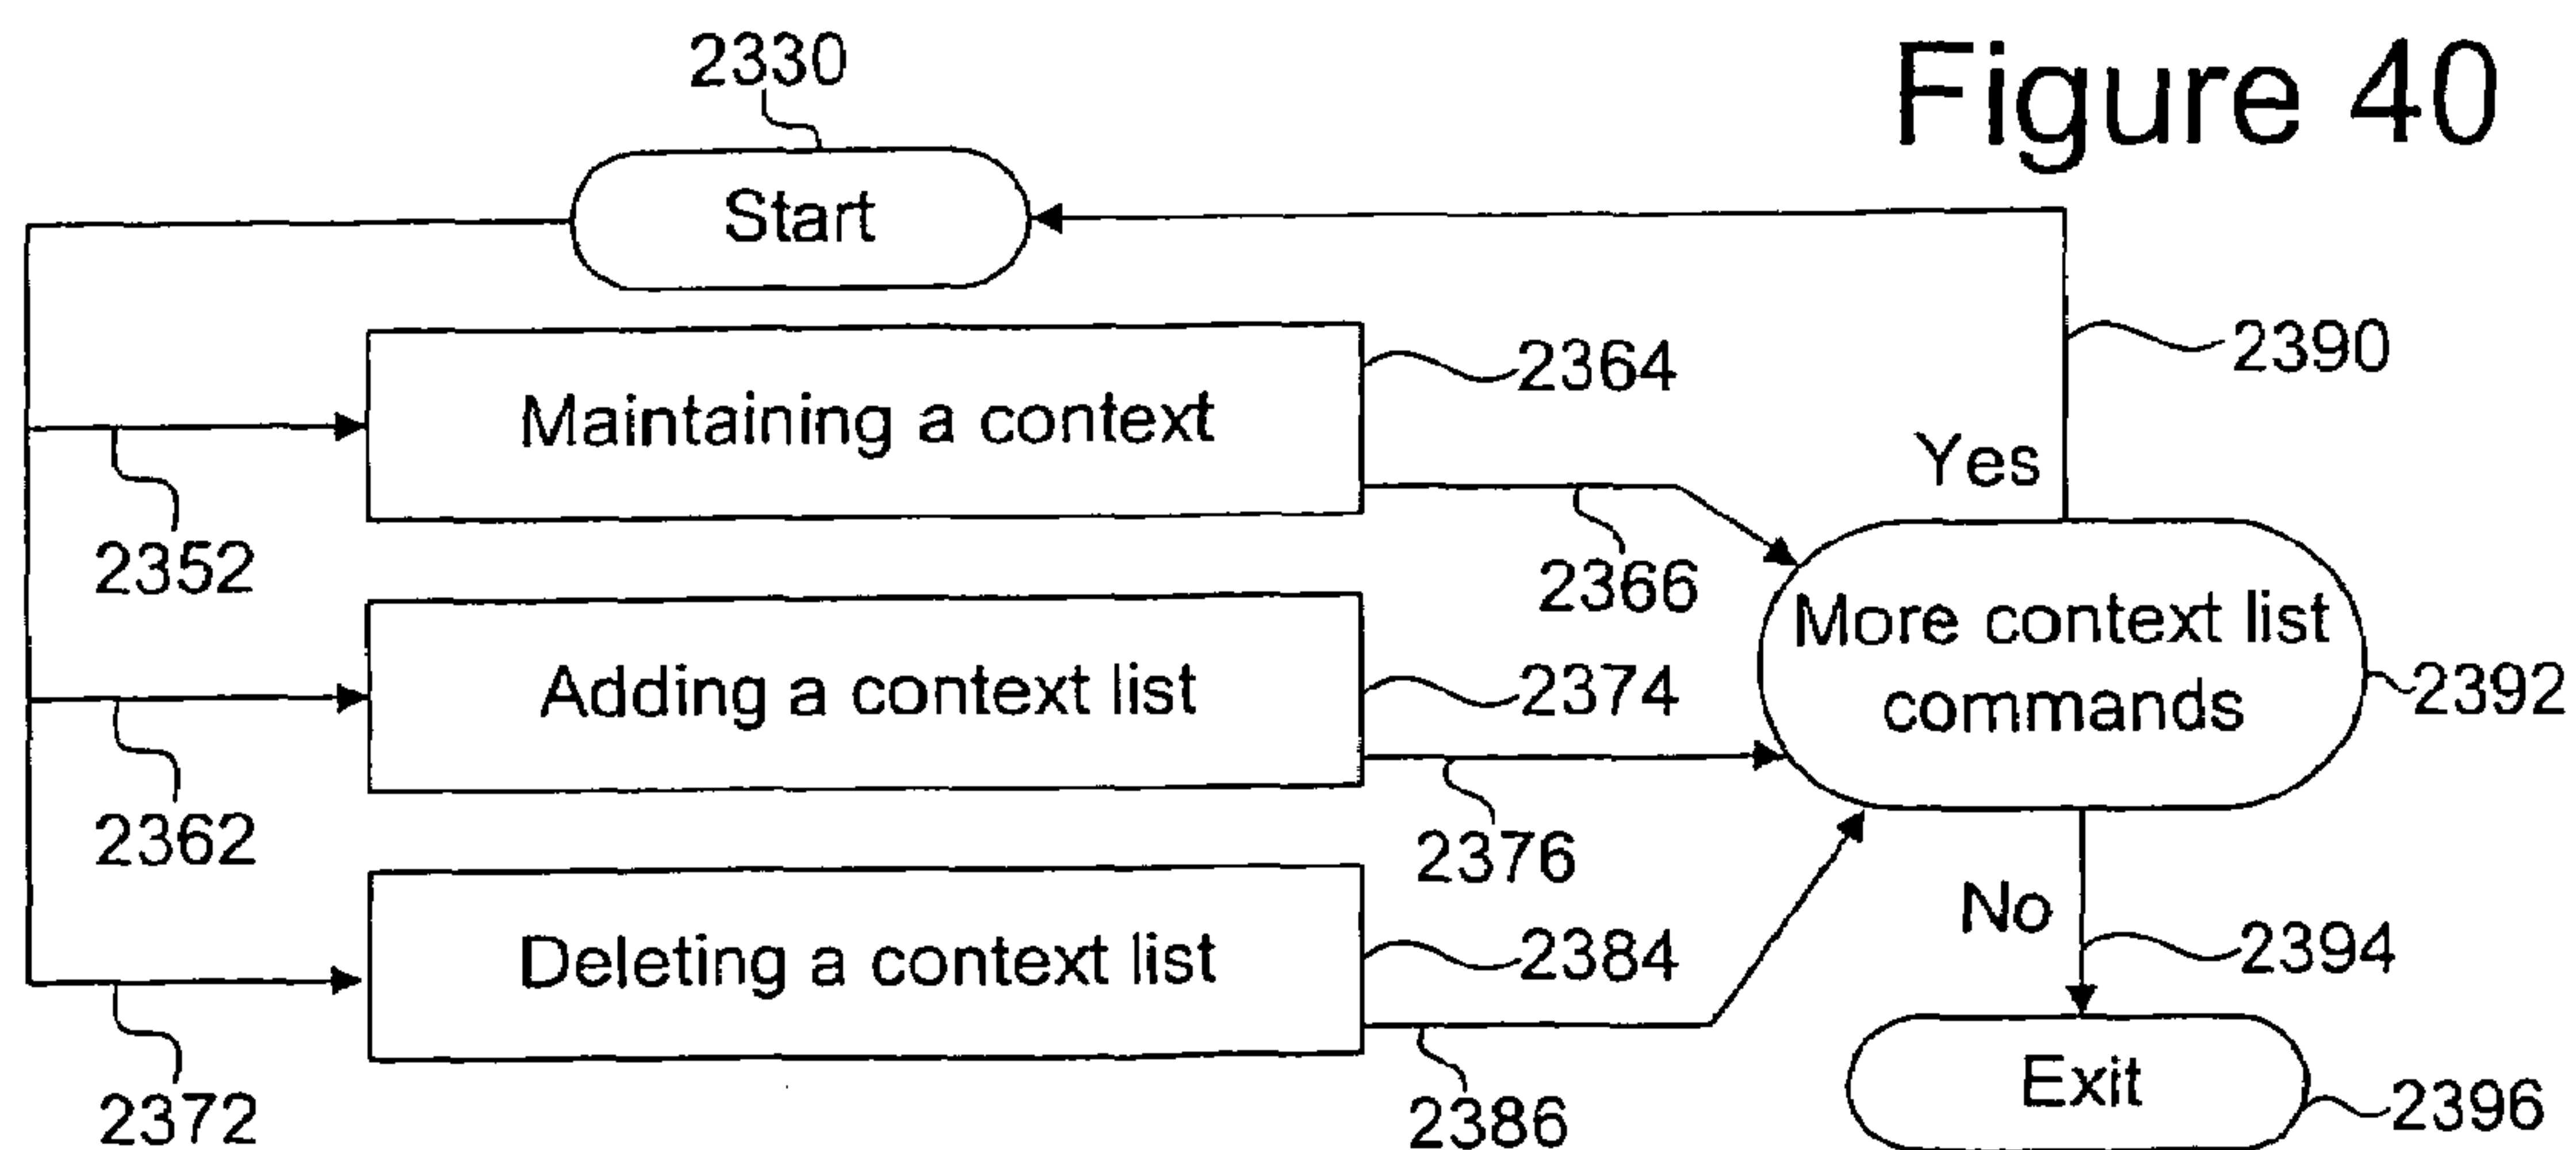 Figure 40
2330
Start
2390
Maintaining a context
2364
Yes
2352
2366
More context list
commands
2392
Adding a context list
2374
2362
2376
No
2394
Deleting a context list
2384
2372
2386
Exit
2396